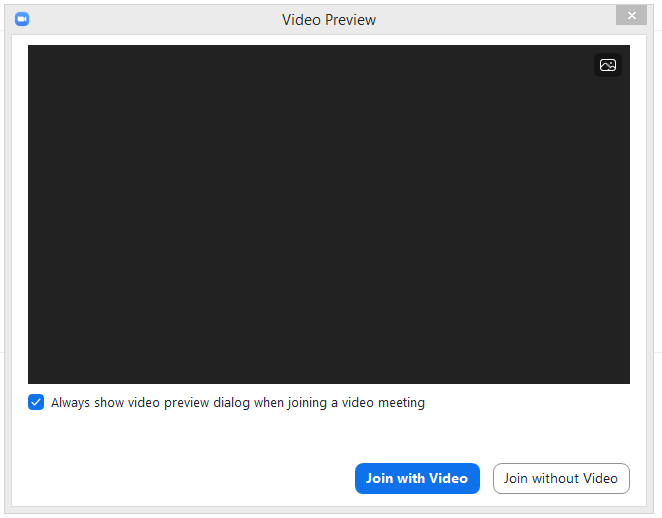 Video Preview
Always show video preview dialog when joining a video meeting
Join with Video
Join without Video